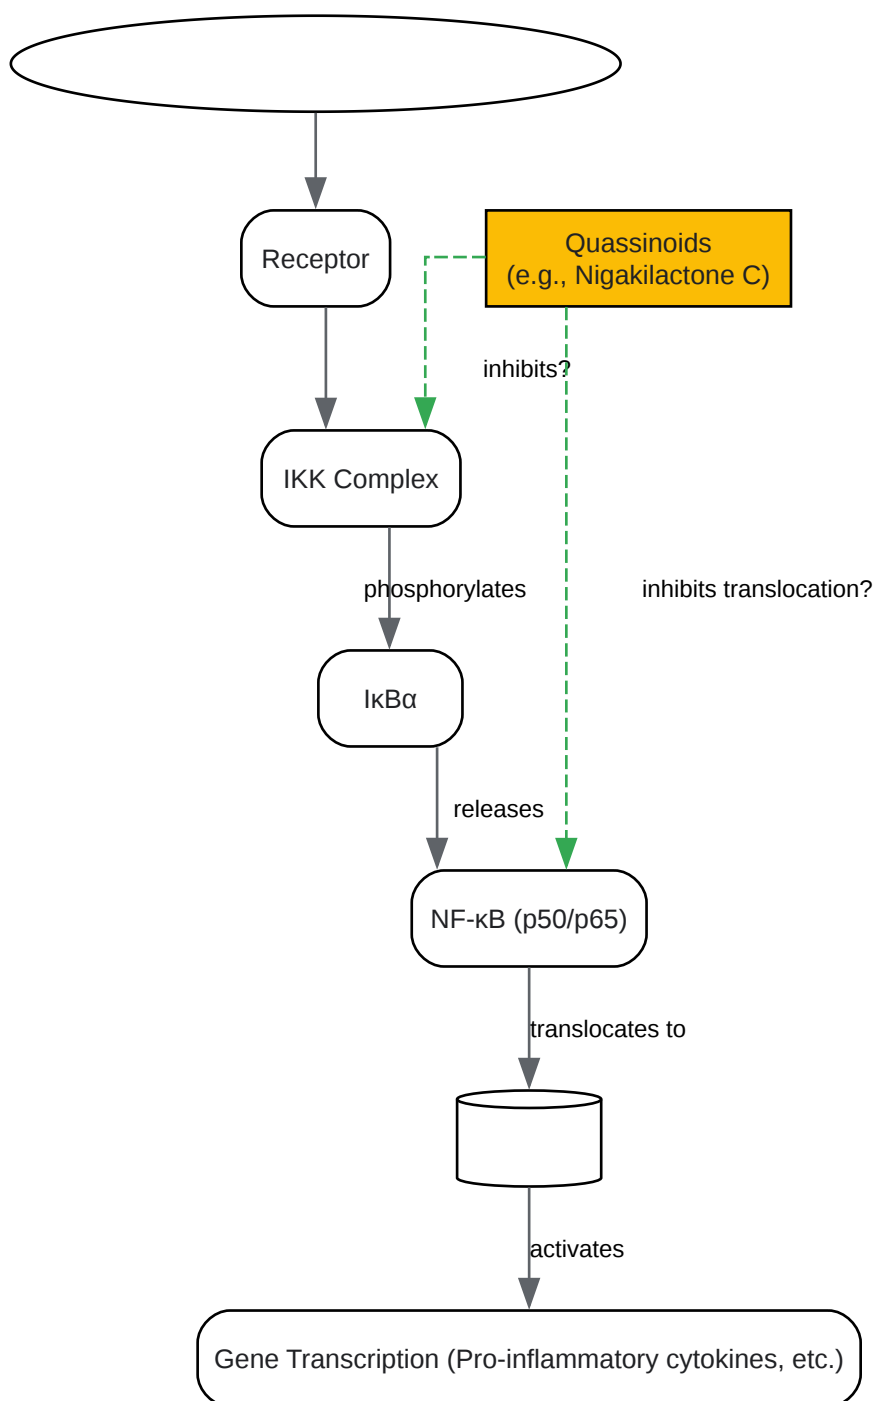 Receptor
Quassinoids
(e.g., Nigakilactone C)
inhibits?
IKK Complex
phosphorylates
inhibits translocation?
IκBα
releases
NF-κB (p50/p65)
translocates to
activates
Gene Transcription (Pro-inflammatory cytokines, etc.)